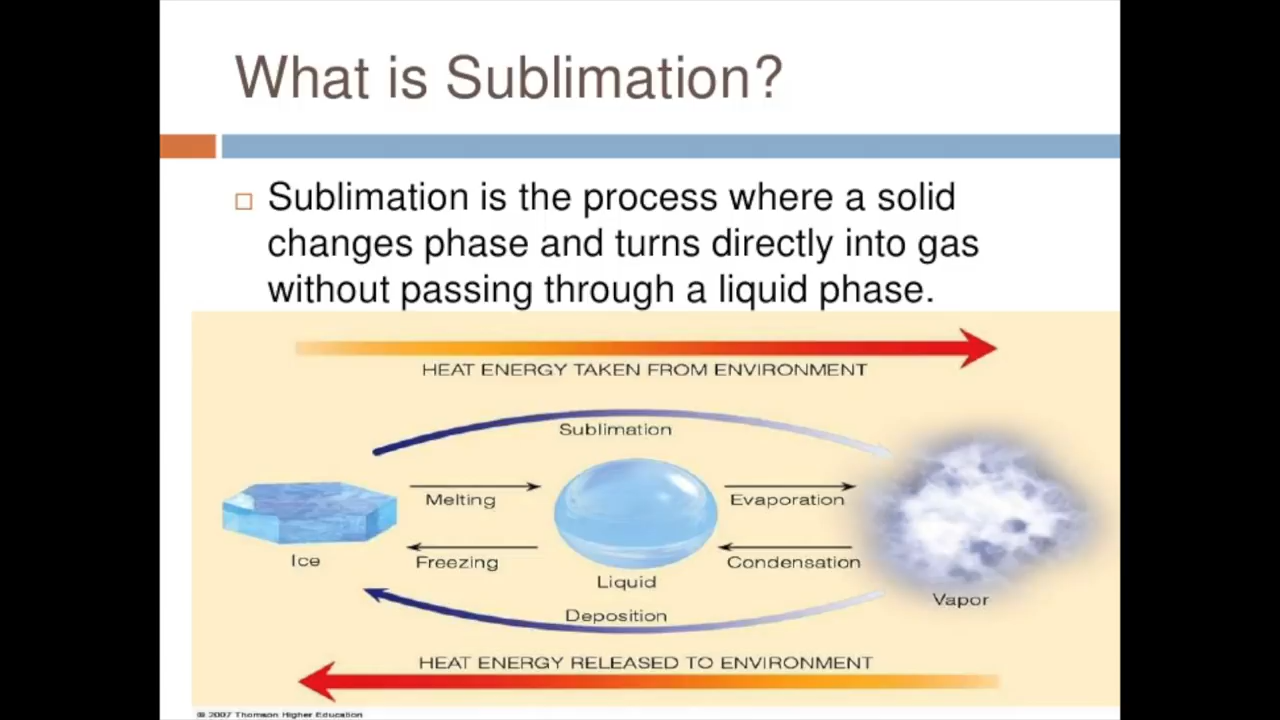 What is Sublimation?
Sublimation is the process where a solid
changes phase and turns directly into gas
without passing through a liquid phase.
HEAT ENERGY TAKEN FROM ENVIRONMENT
Sublimation
Melting
Evaporation
Ice
Freezing
Condensation
Liquid
Vapor
Deposition
HEAT ENERGY RELEASED TO ENVIRONMENT
© 2007 Thomson Higher Education